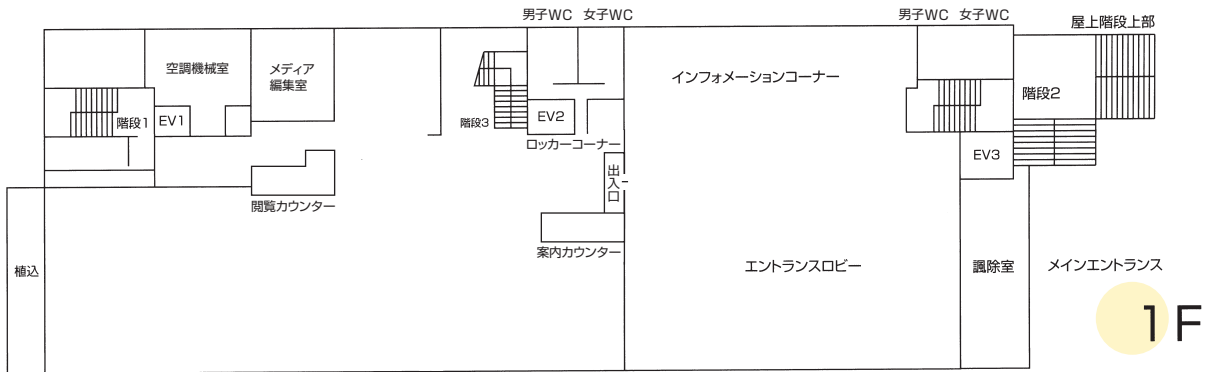 男子WC 女子WC
男子WC 女子WC
屋上階段上部
空調機械室
メディア
編集室
インフォメーションコーナー
階段2
階段1
EV1
階段3
EV2
ロッカーコーナー
EV3
出入口
閲覧カウンター
案内カウンター
植込
エントランスロビー
諷除室
メインエントランス
1F